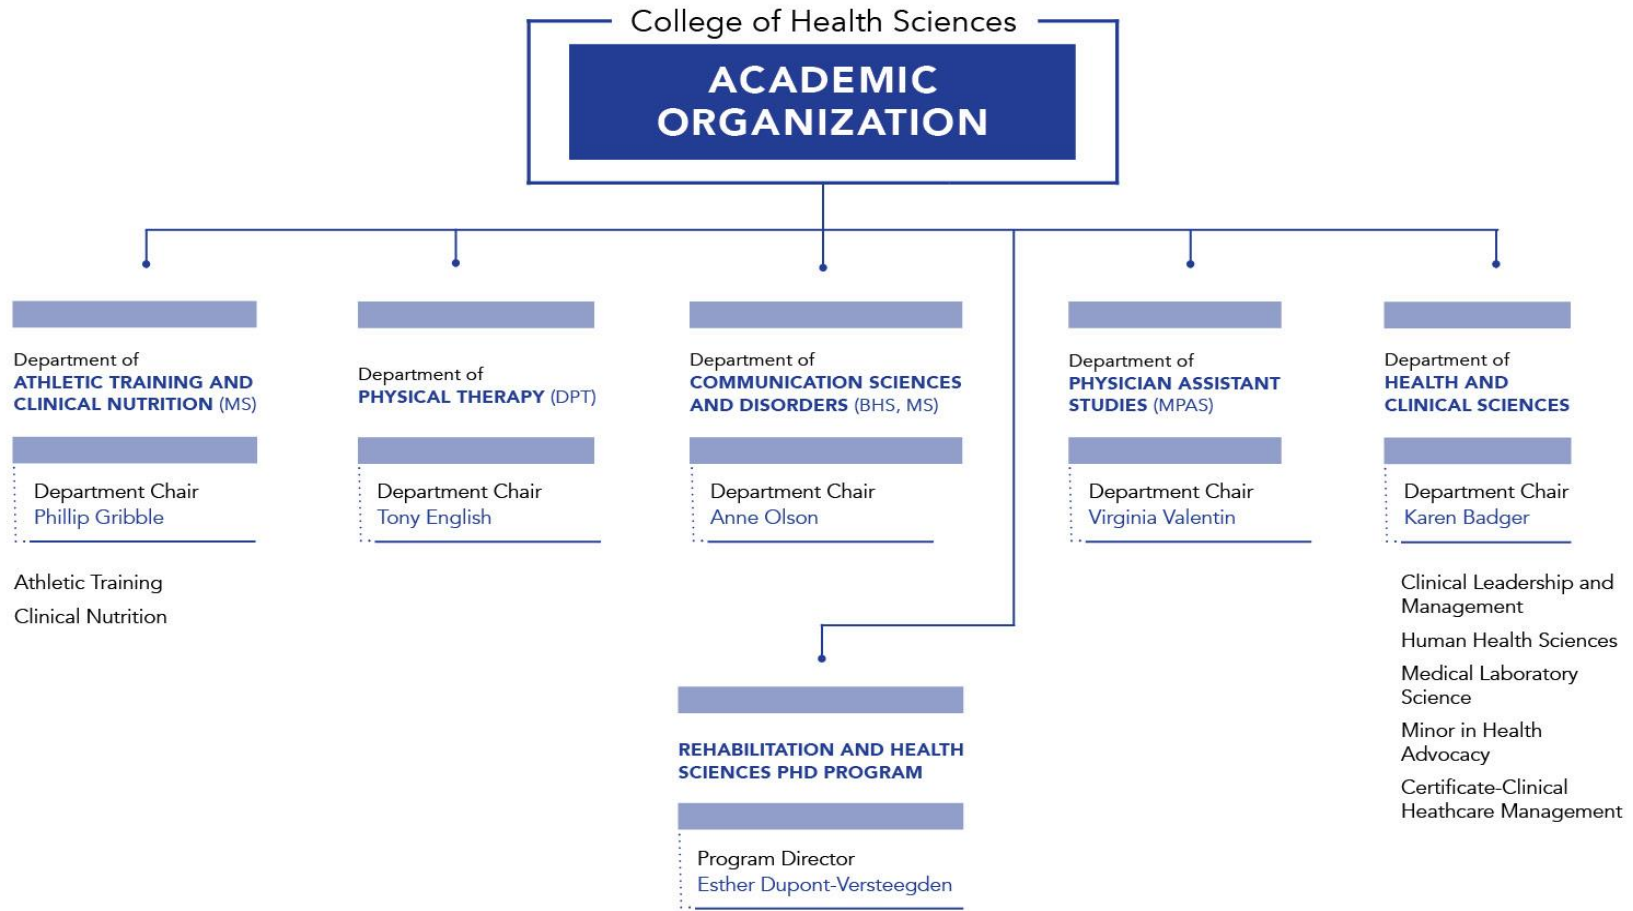 College of Health Sciences
ACADEMIC
ORGANIZATION
Department of
ATHLETIC TRAINING AND
CLINICAL NUTRITION (MS)
Department Chair
Phillip Gribble
Athletic Training
Clinical Nutrition
Department of
PHYSICAL THERAPY (DPT)
Department Chair
Tony English
Department of
COMMUNICATION SCIENCES
AND DISORDERS (BHS, MS)
Department Chair
Anne Olson
Department of
PHYSICIAN ASSISTANT
STUDIES (MPAS)
Department Chair
Virginia Valentin
Department of
HEALTH AND
CLINICAL SCIENCES
Department Chair
Karen Badger
Clinical Leadership and
Management
Human Health Sciences
Medical Laboratory
Science
Minor in Health
Advocacy
Certificate-Clinical
Heathcare Management
REHABILITATION AND HEALTH
SCIENCES PHD PROGRAM
Program Director
Esther Dupont-Versteegden